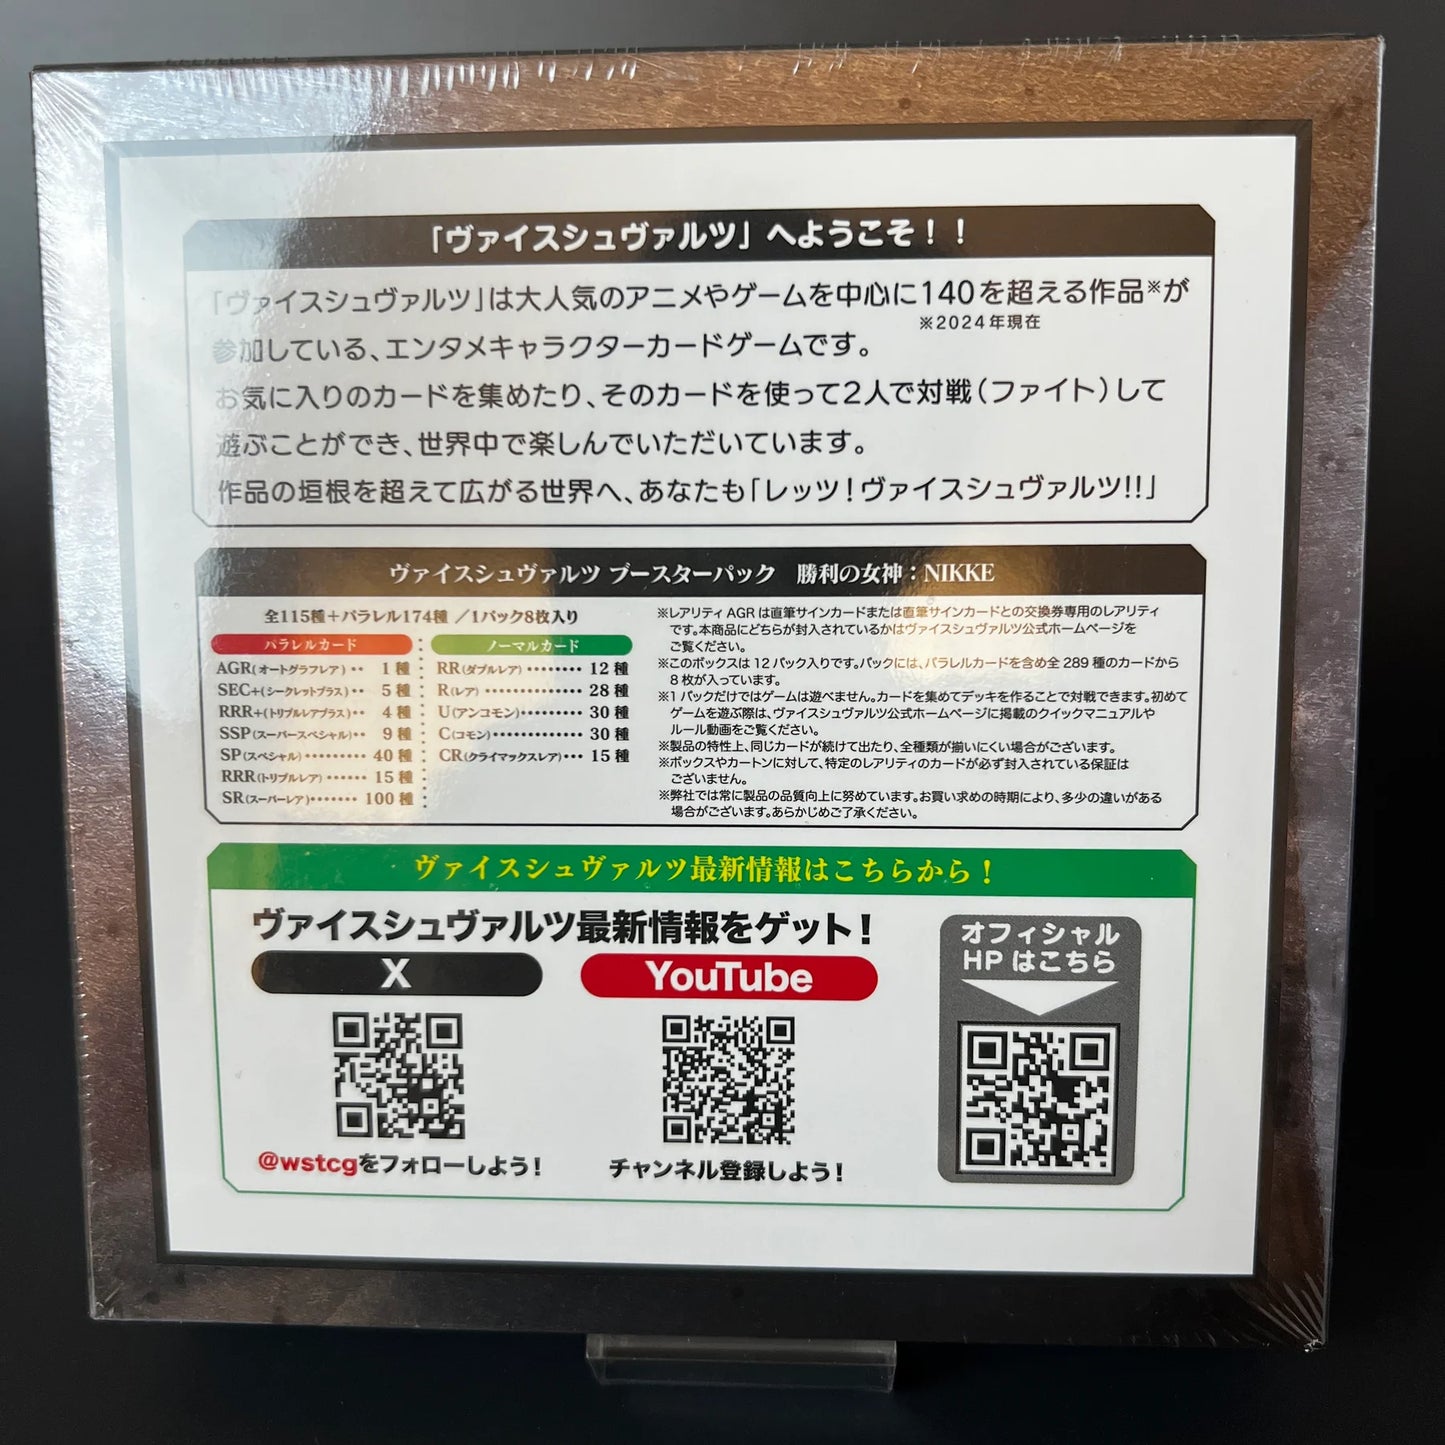 「ヴァイスシュヴァルツ」へようこそ！！
「ヴァイスシュヴァルツ」は大人気のアニメやゲームを中心に140を超える作品※が
※2024年現在
参加している、エンタメキャラクターカードゲームです。
お気に入りのカードを集めたり、そのカードを使って2人で対戦（ファイト）して
遊ぶことができ、世界中で楽しんでいただいています。
作品の垣根を超えて広がる世界へ、あなたも「レッツ！ヴァイスシュヴァルツ!!」
ヴァイスシュヴァルツ ブースターパック 勝利の女神：NIKKE
全115種＋パラレル174種 ／1パック8枚入り
パラレルカード
AGR(オートグラフレア)‥ 1種
SEC+(シークレットプラス)‥ 5種
RRR+(トリプルレアプラス)‥ 4種
SSP(スーパースペシャル)‥ 9種
SP(スペシャル)‥‥‥‥‥ 40種
RRR(トリプルレア)‥‥‥ 15種
SR(スーパーレア)‥‥‥‥ 100種
ノーマルカード
RR(ダブルレア)‥‥‥‥ 12種
R(レア)‥‥‥‥‥‥‥ 28種
U(アンコモン)‥‥‥‥‥ 30種
C(コモン)‥‥‥‥‥‥‥ 30種
CR(クライマックスレア)‥‥ 15種
※レアリティ AGR は直筆サインカードまたは直筆サインカードとの交換券専用のレアリティ
です。本商品にどちらが封入されているかはヴァイスシュヴァルツ公式ホームページを
ご覧ください。
※このボックスは 12 パック入りです。パックには、パラレルカードを含め全 289 種のカードから
8 枚が入っています。
※1 パックだけではゲームは遊べません。カードを集めてデッキを作ることで対戦できます。初めて
ゲームを遊ぶ際は、ヴァイスシュヴァルツ公式ホームページに掲載のクイックマニュアルや
ルール動画をご覧ください。
※製品の特性上、同じカードが続けて出たり、全種類が揃いにくい場合がございます。
※ボックスやカートンに対して、特定のレアリティのカードが必ず封入されている保証は
ございません。
※弊社では常に製品の品質向上に努めています。お買い求めの時期により、多少の違いがある
場合がございます。あらかじめご了承ください。
ヴァイスシュヴァルツ最新情報はこちらから！
ヴァイスシュヴァルツ最新情報をゲット！
X
@wstcgをフォローしよう！
YouTube
チャンネル登録しよう！
オフィシャル
HPはこちら